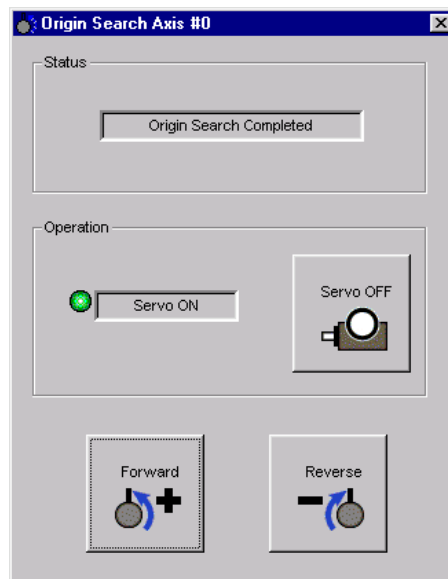 Origin Search Axis #0
Status
Origin Search Completed
Operation
Servo ON
Servo OFF
Forward
Reverse